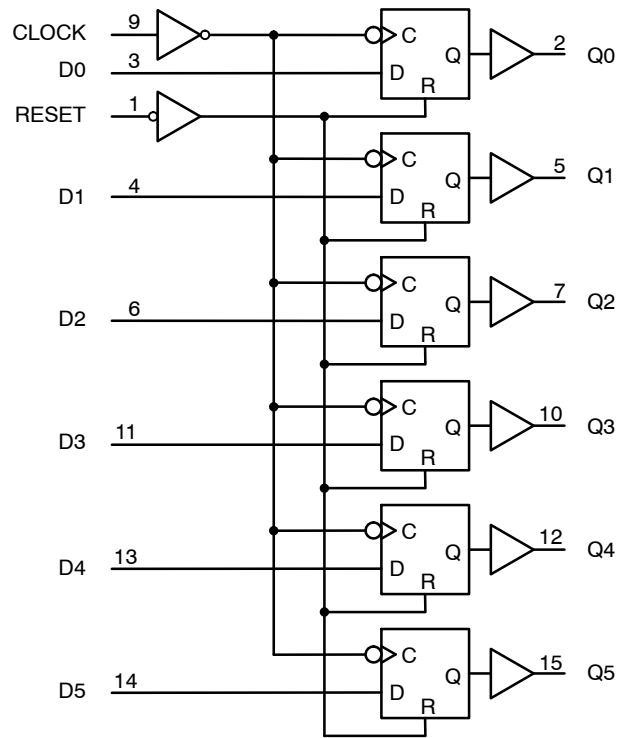 CLOCK 9 C Q 2 Q0
D0 3 D
R
RESET 1
C Q 5 Q1
D1 4 D
R
C Q 7 Q2
D2 6 D
R
C Q 10 Q3
D3 11 D
R
C Q 12 Q4
D4 13 D
R
C Q 15 Q5
D5 14 D
R